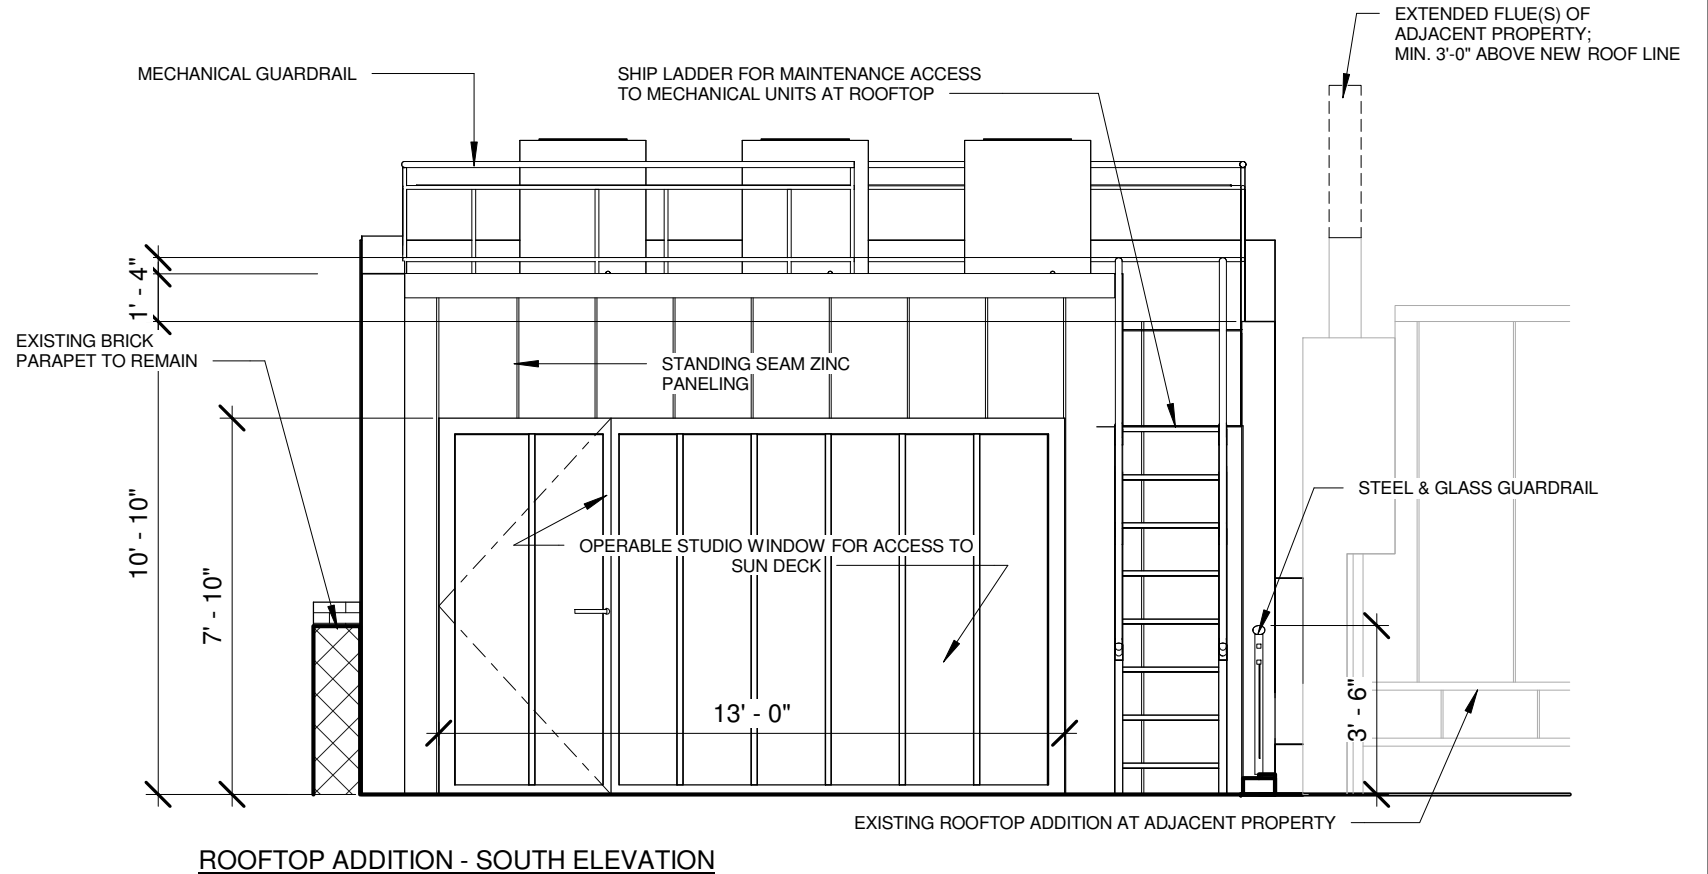 EXTENDED FLUE(S) OF
ADJACENT PROPERTY;
MIN. 3'-0" ABOVE NEW ROOF LINE
MECHANICAL GUARDRAIL
SHIP LADDER FOR MAINTENANCE ACCESS
TO MECHANICAL UNITS AT ROOFTOP
1' - 4"
EXISTING BRICK
PARAPET TO REMAIN
STANDING SEAM ZINC
PANELING
10' - 10"
7' - 10"
STEEL & GLASS GUARDRAIL
OPERABLE STUDIO WINDOW FOR ACCESS TO
SUN DECK
13' - 0"
3' - 6"
EXISTING ROOFTOP ADDITION AT ADJACENT PROPERTY
ROOFTOP ADDITION - SOUTH ELEVATION